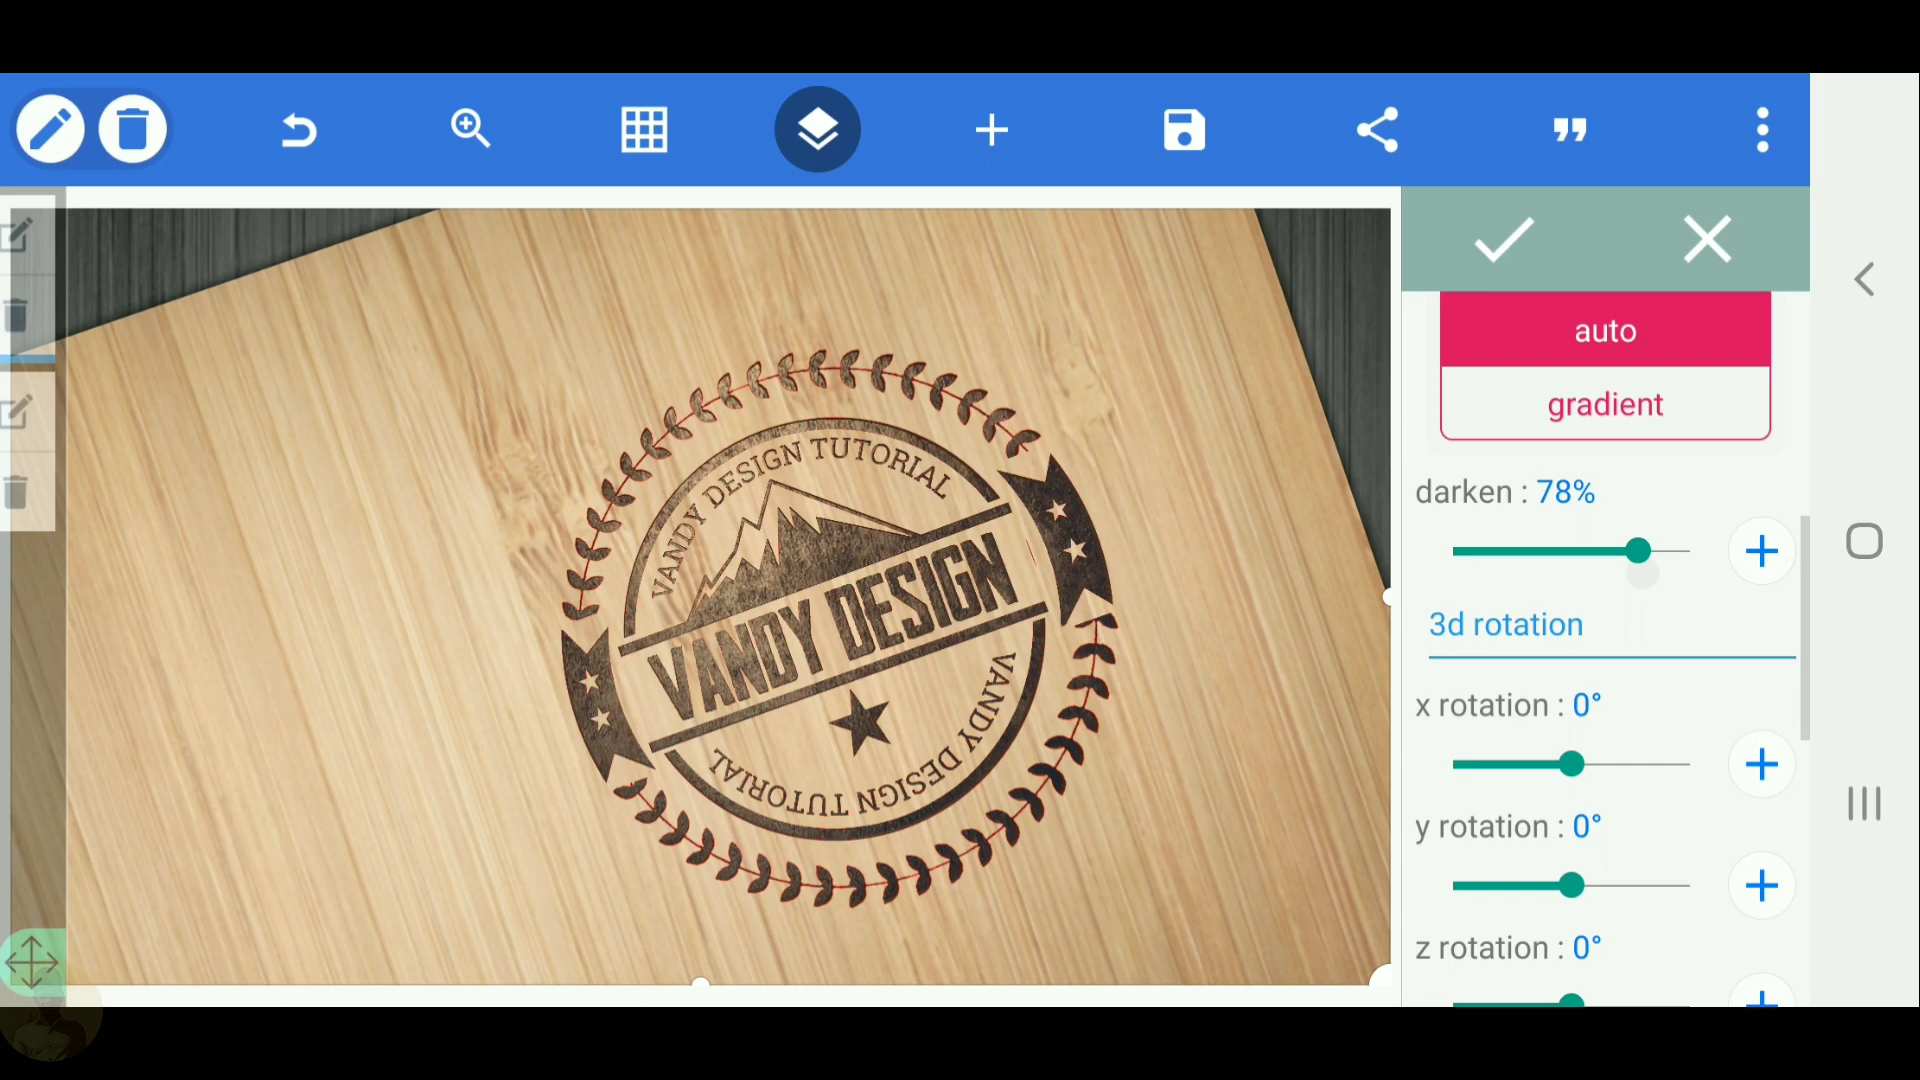 auto
gradient
darken : 78%
3d rotation
x rotation : 0°
y rotation : 0°
z rotation : 0°
VANDY DESIGN TUTORIAL
VANDY DESIGN
VANDY DESIGN TUTORIAL